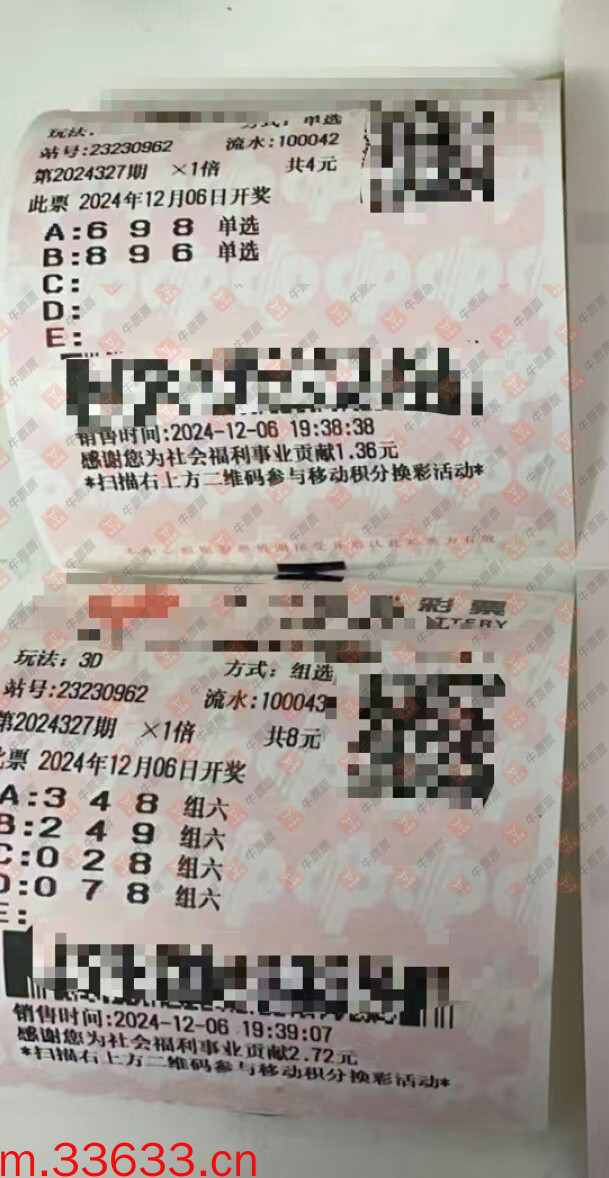 玩法:
方式: 单选
站号:23230962
流水:100042
第2024327期 ×1倍 共4元
此票 2024年12月06日开奖
A:6 9 8 单选
B:8 9 6 单选
C:
D:
E:
销售时间:2024-12-06 19:38:38
感谢您为社会福利事业贡献1.36元
*扫描右上方二维码参与移动积分换彩活动*
彩票
TTERY
玩法: 3D 方式: 组选
站号:23230962 流水:100043
第2024327期 ×1倍 共8元
此票 2024年12月06日开奖
A:3 4 8 组六
B:2 4 9 组六
C:0 2 8 组六
D:0 7 8 组六
E:
销售时间:2024-12-06 19:39:07
感谢您为社会福利事业贡献2.72元
*扫描右上方二维码参与移动积分换彩活动*
m.33633.cn